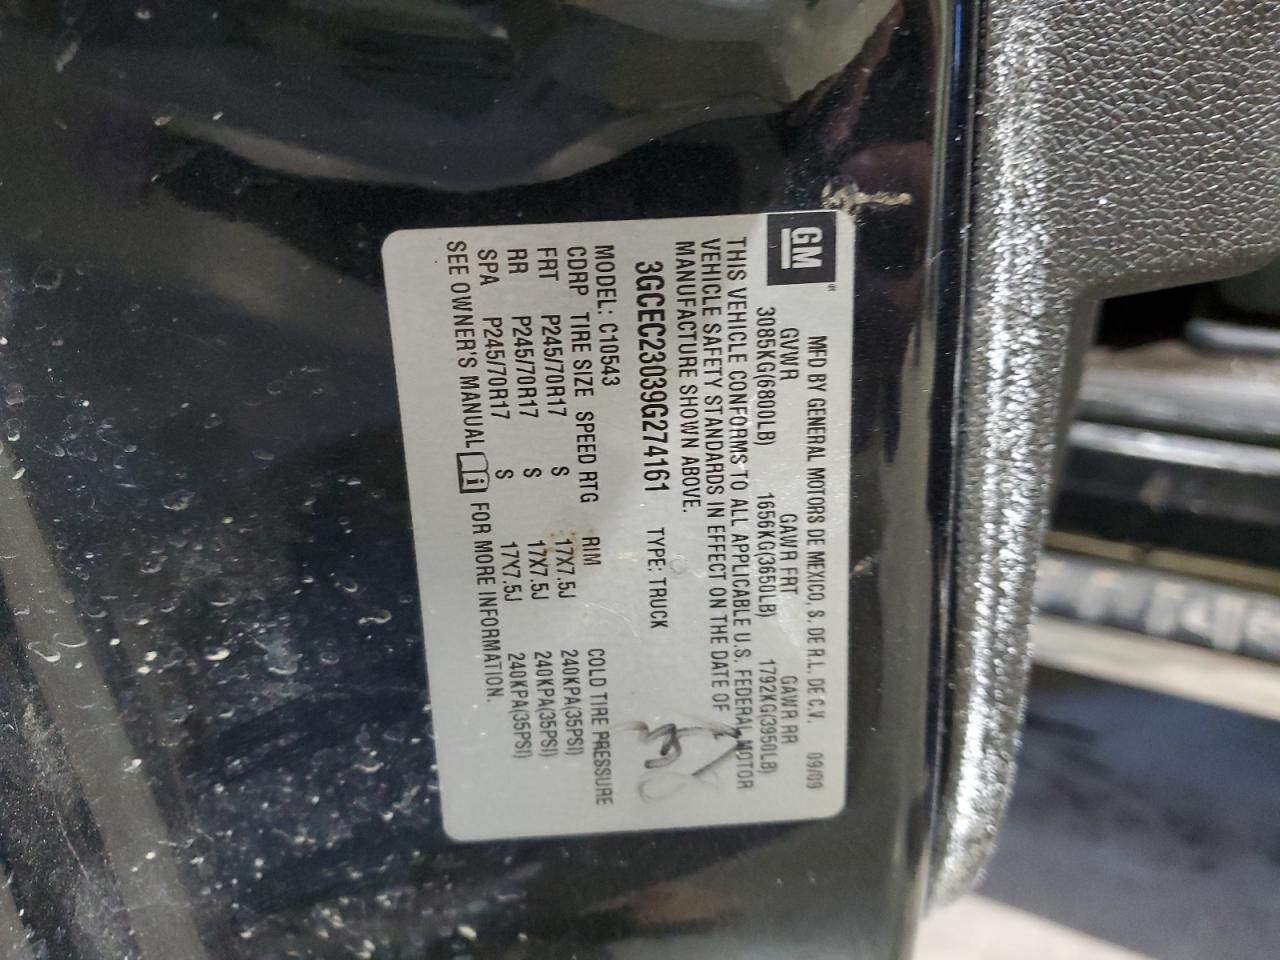 GM
MFD BY GENERAL MOTORS DE MEXICO, S. DE R.L. DE C.V. 09/09
GVWR GAWR FRT GAWR RR
3085KG(6800LB) 1656KG(3650LB) 1792KG(3950LB)
THIS VEHICLE CONFORMS TO ALL APPLICABLE U.S. FEDERAL MOTOR
VEHICLE SAFETY STANDARDS IN EFFECT ON THE DATE OF
MANUFACTURE SHOWN ABOVE.
3GCEC23039G274161 TYPE: TRUCK
MODEL: C10543
CDRP TIRE SIZE SPEED RTG RIM COLD TIRE PRESSURE
FRT P245/70R17 S 17X7.5J 240KPA(35PSI)
RR P245/70R17 S 17X7.5J 240KPA(35PSI)
SPA P245/70R17 S 17X7.5J 240KPA(35PSI)
SEE OWNER'S MANUAL i FOR MORE INFORMATION.